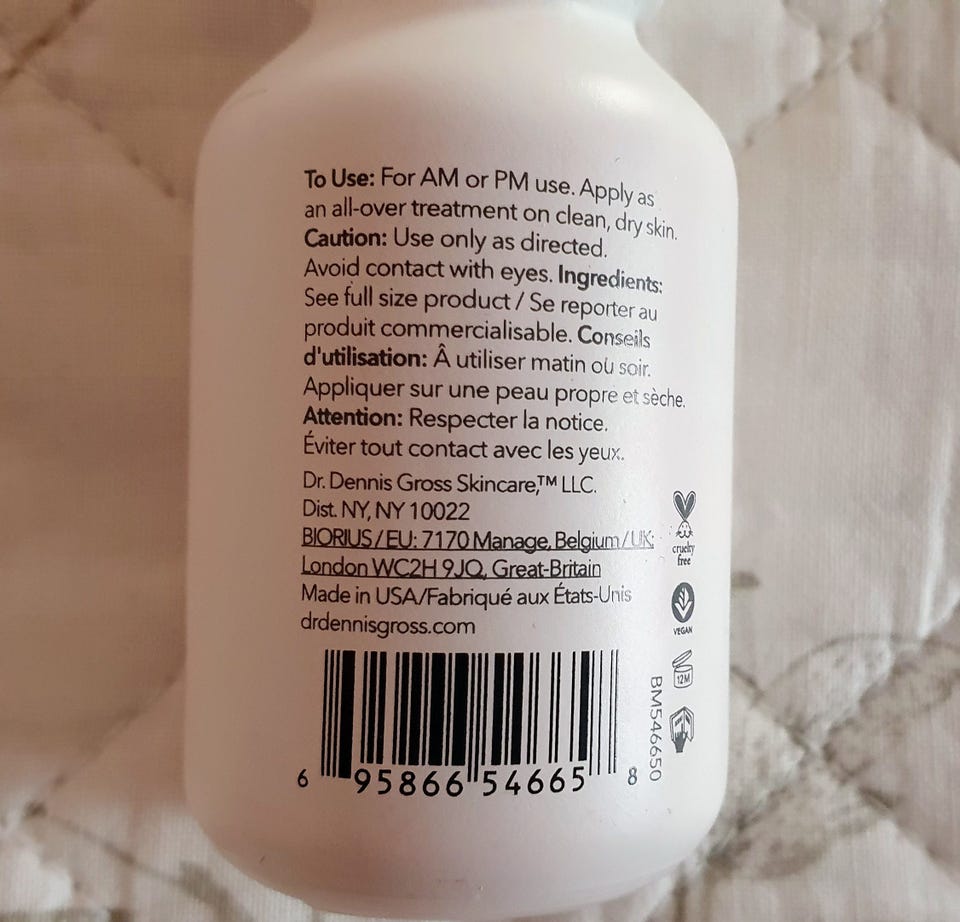 To Use: For AM or PM use. Apply as
an all-over treatment on clean, dry skin.
Caution: Use only as directed.
Avoid contact with eyes. Ingredients:
See full size product / Se reporter au
produit commercialisable. Conseils
d'utilisation: Â utiliser matin ou soir.
Appliquer sur une peau propre et sèche.
Attention: Respecter la notice.
Éviter tout contact avec les yeux.
Dr. Dennis Gross Skincare,™ LLC.
Dist. NY, NY 10022
BIORIUS / EU: 7170 Manage, Belgium / UK:
London WC2H 9JQ, Great-Britain
Made in USA/Fabriqué aux États-Unis
drdennisgross.com
cruelty
free
VEGAN
12M
BM546650
6 95866 54665 8